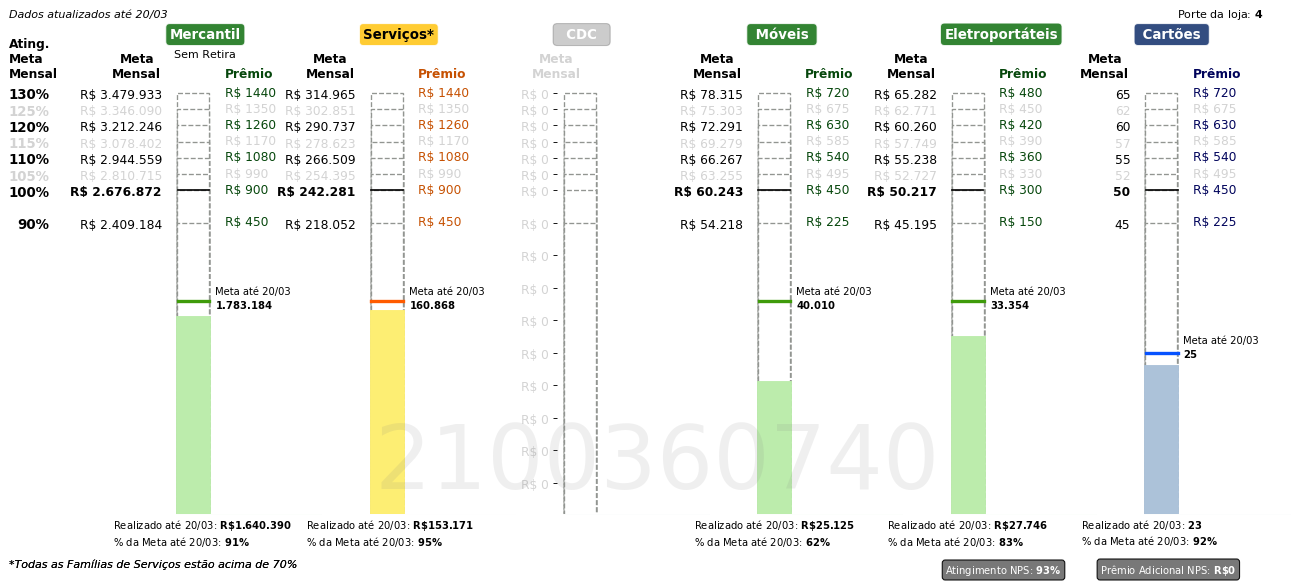 Dados atualizados até 20/03
Porte da loja: 4
Mercantil Serviços* CDC Móveis Eletroportáteis Cartões
Sem Retira
Ating. Meta Mensal
Meta Mensal Prêmio Meta Mensal Prêmio Meta Mensal Meta Mensal Prêmio Meta Mensal Prêmio Meta Mensal Prêmio
130% R$ 3.479.933 R$ 1440 R$ 314.965 R$ 1440 R$ 0 R$ 78.315 R$ 720 R$ 65.282 R$ 480 65 R$ 720
125% R$ 3.346.090 R$ 1350 R$ 302.851 R$ 1350 R$ 0 R$ 75.303 R$ 675 R$ 62.771 R$ 450 62 R$ 675
120% R$ 3.212.246 R$ 1260 R$ 290.737 R$ 1260 R$ 0 R$ 72.291 R$ 630 R$ 60.260 R$ 420 60 R$ 630
115% R$ 3.078.402 R$ 1170 R$ 278.623 R$ 1170 R$ 0 R$ 69.279 R$ 585 R$ 57.749 R$ 390 57 R$ 585
110% R$ 2.944.559 R$ 1080 R$ 266.509 R$ 1080 R$ 0 R$ 66.267 R$ 540 R$ 55.238 R$ 360 55 R$ 540
105% R$ 2.810.715 R$ 990 R$ 254.395 R$ 990 R$ 0 R$ 63.255 R$ 495 R$ 52.727 R$ 330 52 R$ 495
100% R$ 2.676.872 R$ 900 R$ 242.281 R$ 900 R$ 0 R$ 60.243 R$ 450 R$ 50.217 R$ 300 50 R$ 450
90% R$ 2.409.184 R$ 450 R$ 218.052 R$ 450 R$ 0 R$ 54.218 R$ 225 R$ 45.195 R$ 150 45 R$ 225
R$ 0
R$ 0
Meta até 20/03 Meta até 20/03 Meta até 20/03 Meta até 20/03
1.783.184 160.868 40.010 33.354
R$ 0
Meta até 20/03
25
R$ 0
R$ 0
R$ 0
R$ 0
R$ 0
2100360740
Realizado até 20/03: R$1.640.390 Realizado até 20/03: R$153.171 Realizado até 20/03: R$25.125 Realizado até 20/03: R$27.746 Realizado até 20/03: 23
% da Meta até 20/03: 91% % da Meta até 20/03: 95% % da Meta até 20/03: 62% % da Meta até 20/03: 83% % da Meta até 20/03: 92%
*Todas as Famílias de Serviços estão acima de 70%
Atingimento NPS: 93% Prêmio Adicional NPS: R$0